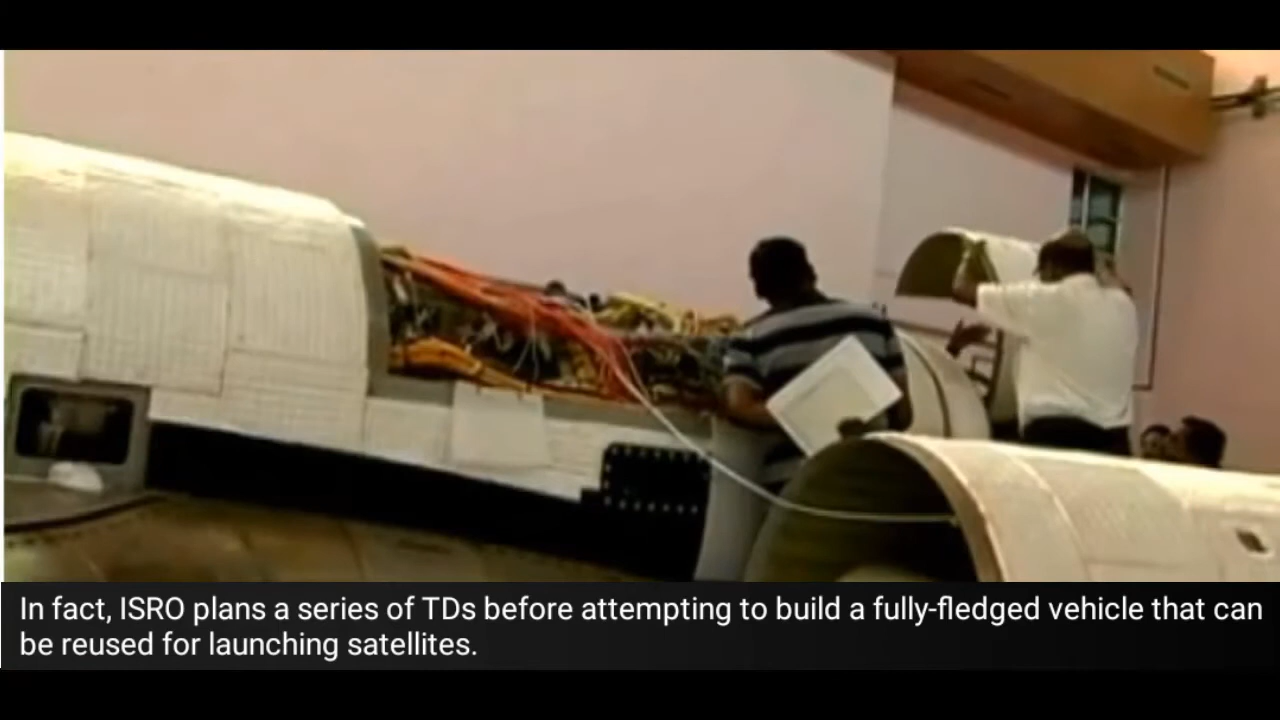 In fact, ISRO plans a series of TDs before attempting to build a fully-fledged vehicle that can
be reused for launching satellites.